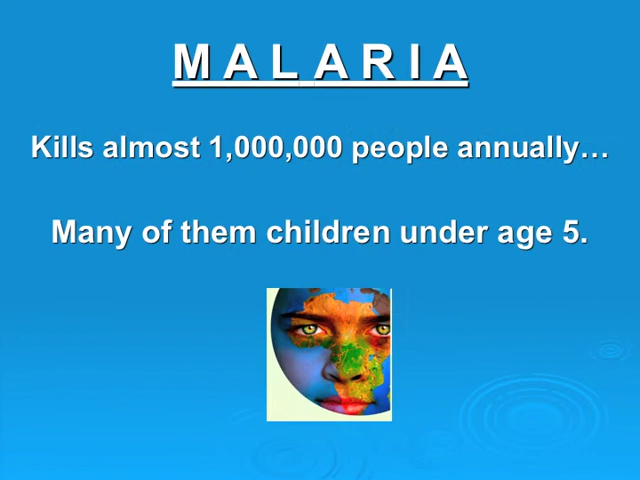 M A L A R I A
Kills almost 1,000,000 people annually…
Many of them children under age 5.